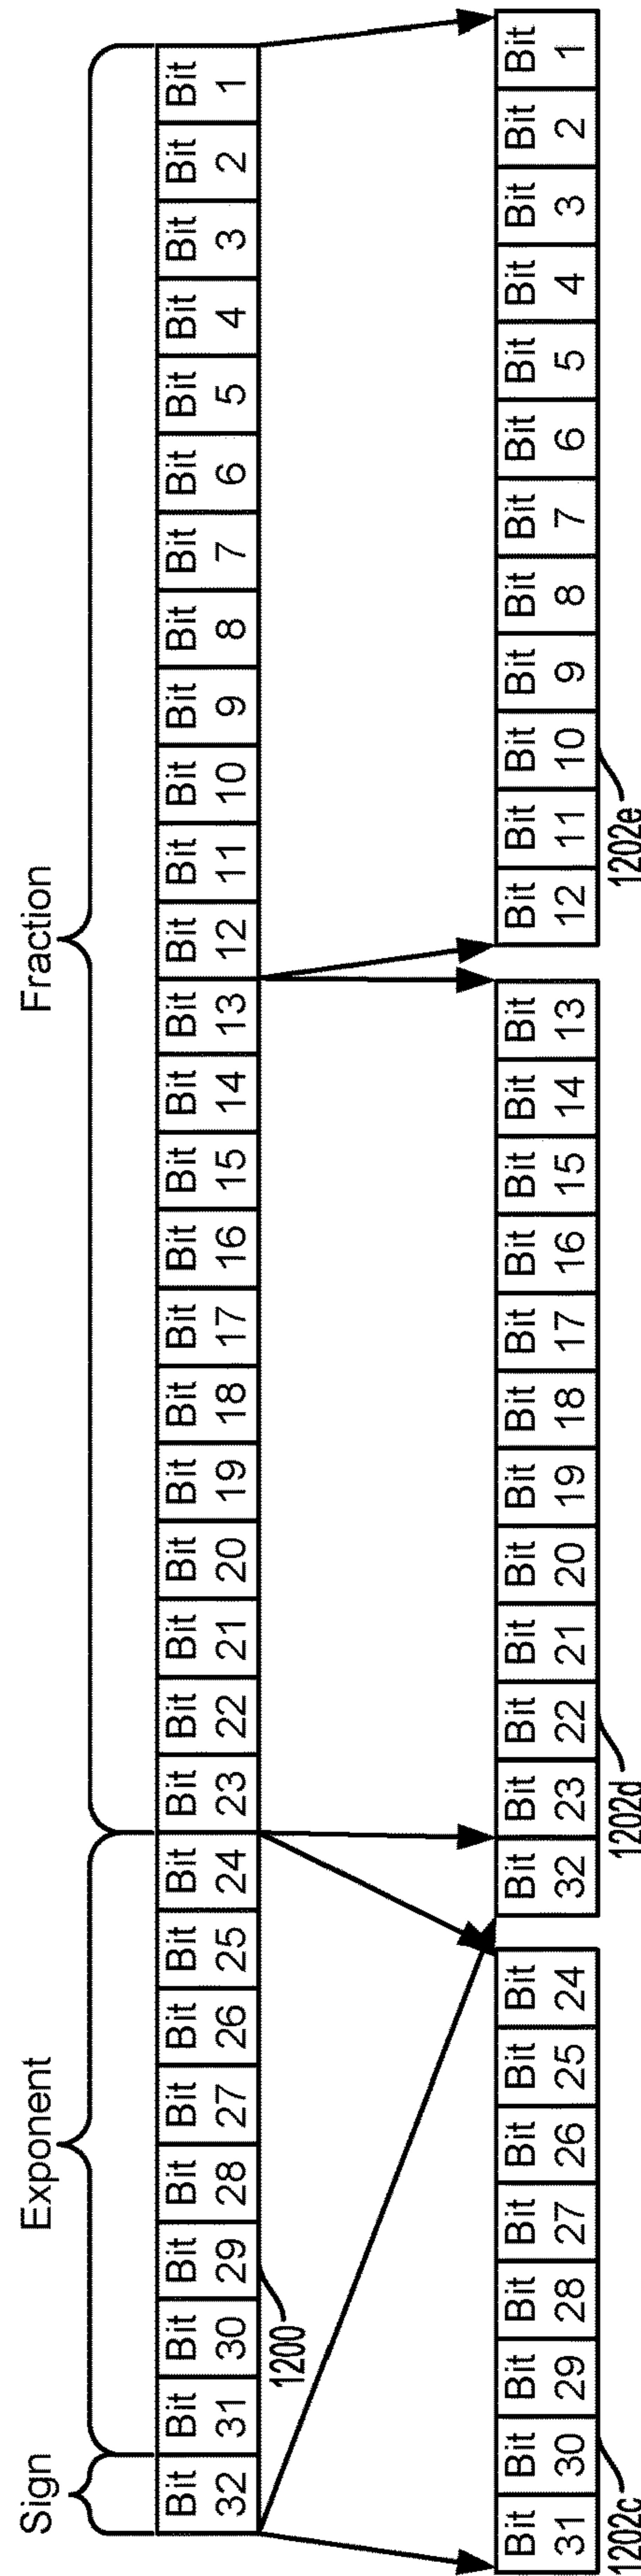 Sign Exponent Fraction
Bit 32 Bit 31 Bit 30 Bit 29 Bit 28 Bit 27 Bit 26 Bit 25 Bit 24 Bit 23 Bit 22 Bit 21 Bit 20 Bit 19 Bit 18 Bit 17 Bit 16 Bit 15 Bit 14 Bit 13 Bit 12 Bit 11 Bit 10 Bit 9 Bit 8 Bit 7 Bit 6 Bit 5 Bit 4 Bit 3 Bit 2 Bit 1
1200
Bit 31 Bit 30 Bit 29 Bit 28 Bit 27 Bit 26 Bit 25 Bit 24
1202c
Bit 32 Bit 23 Bit 22 Bit 21 Bit 20 Bit 19 Bit 18 Bit 17 Bit 16 Bit 15 Bit 14 Bit 13
1202d
Bit 12 Bit 11 Bit 10 Bit 9 Bit 8 Bit 7 Bit 6 Bit 5 Bit 4 Bit 3 Bit 2 Bit 1
1202e